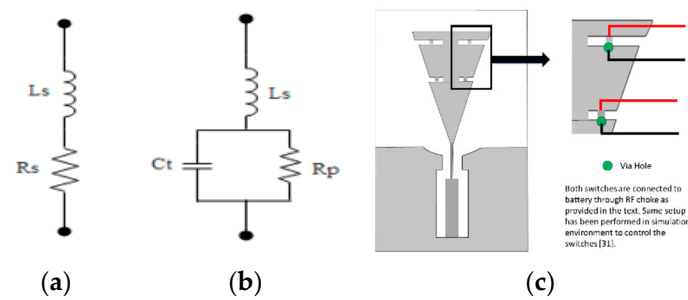 Ls
Rs
Ls
Ct
Rp
Via Hole
Both switches are connected to
battery through RF choke as
provided in the text. Same setup
has been performed in simulation
environment to control the
switches [31].
(a)
(b)
(c)